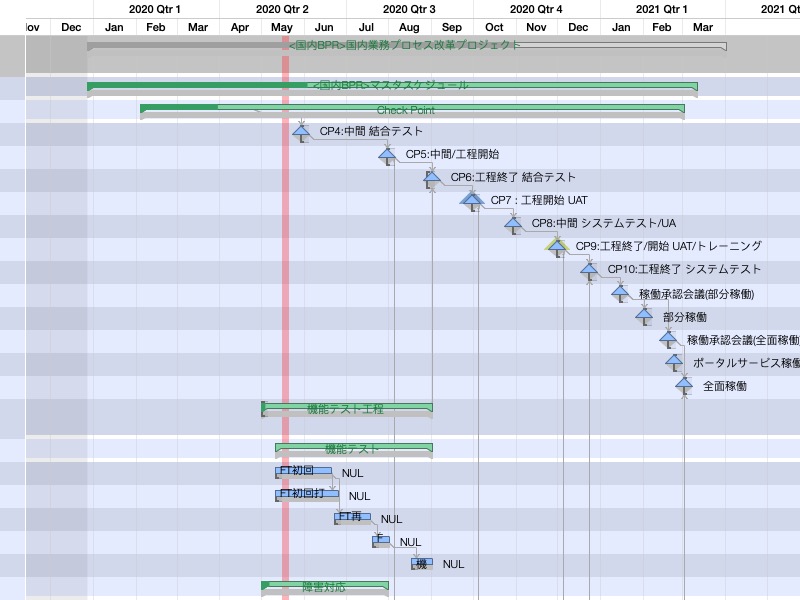 2020 Qtr 1 2020 Qtr 2 2020 Qtr 3 2020 Qtr 4 2021 Qtr 1 2021 Qt
ov Dec Jan Feb Mar Apr May Jun Jul Aug Sep Oct Nov Dec Jan Feb Mar
<国内BPR>国内業務プロセス改革プロジェクト
<国内BPR>マスタスケジュール
Check Point
CP4:中間 結合テスト
CP5:中間/工程開始
CP6:工程終了 結合テスト
CP7 : 工程開始 UAT
CP8:中間 システムテスト/UA
CP9:工程終了/開始 UAT/トレーニング
CP10:工程終了 システムテスト
稼働承認会議(部分稼働)
部分稼働
稼働承認会議(全面稼働
ポータルサービス稼働
全面稼働
機能テスト工程
機能テスト
FT初回 NUL
FT初回打 NUL
FT再 NUL
F NUL
機 NUL
障害対応